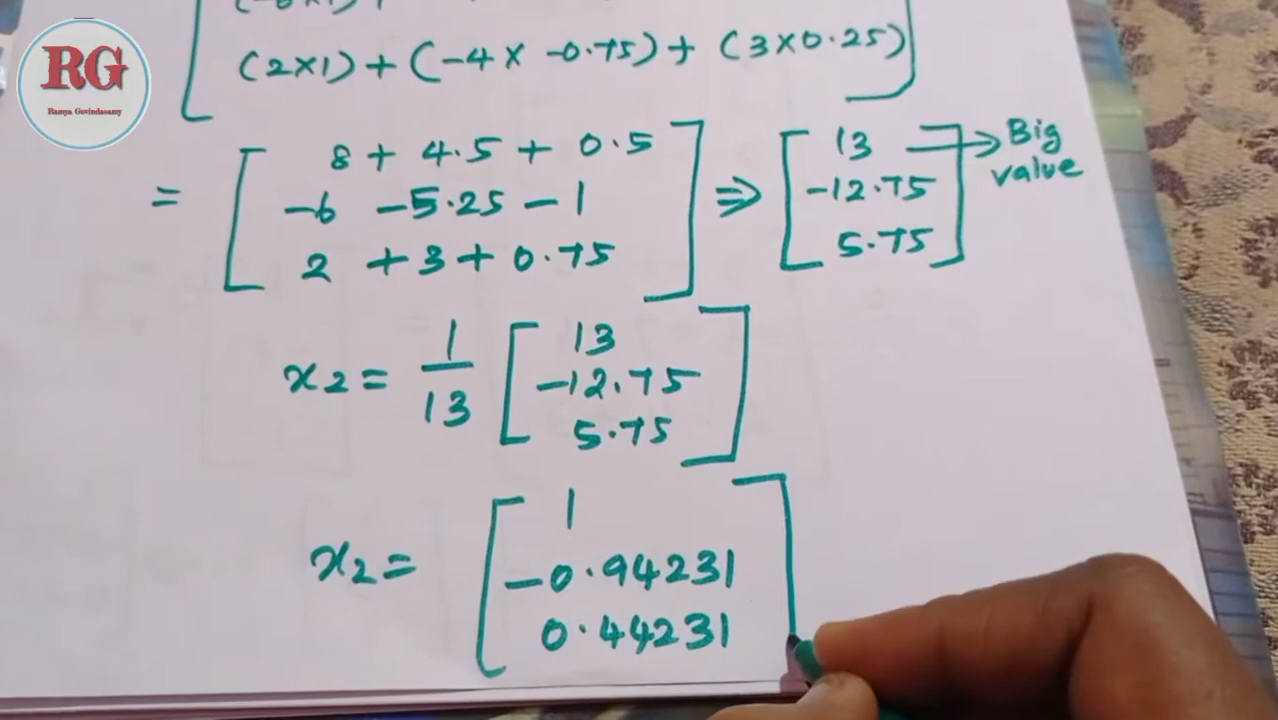 RG
Ramya Govindasamy
(2×1) + (-4 × -0.75) + (3×0.25)
8 + 4.5 + 0.5
= -6 -5.25 - 1
2 + 3 + 0.75
⇒ 13 → Big value
-12.75
5.75
x2 = 1/13 13
-12.75
5.75
x2 = 1
-0.94231
0.44231